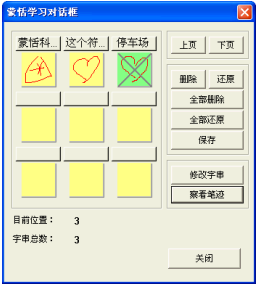 蒙恬学习对话框
蒙恬科... 这个符... 停车场
上页 下页
删除 还原
全部删除
全部还原
保存
修改字串
察看笔迹
目前位置： 3
字串总数： 3
关闭